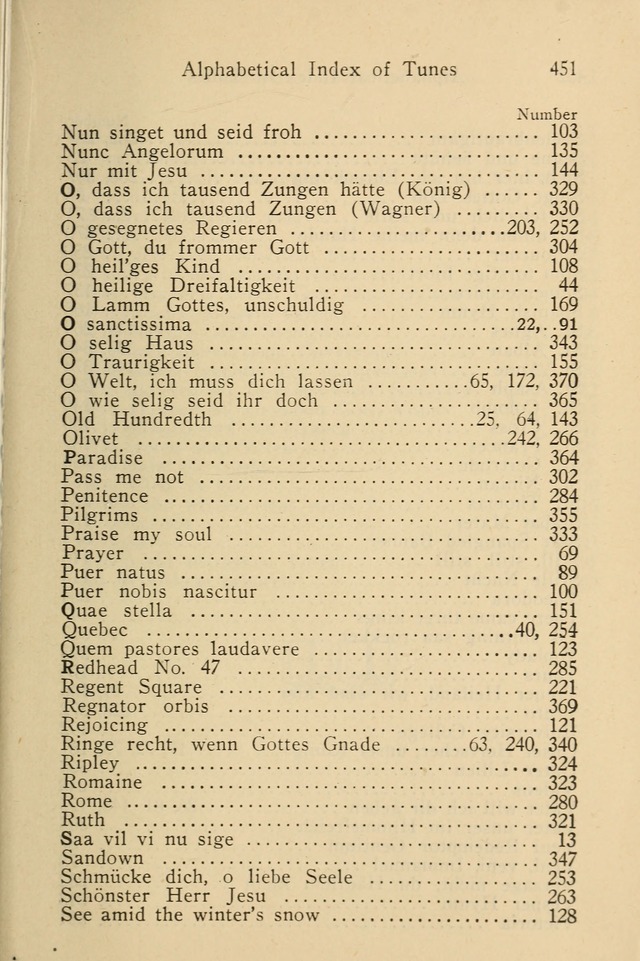 Alphabetical Index of Tunes 451
Number
Nun singet und seid froh ........................ 103
Nunc Angelorum ................................ 135
Nur mit Jesu .................................... 144
O, dass ich tausend Zungen hätte (König) ...... 329
O, dass ich tausend Zungen (Wagner) ......... 330
O gesegnetes Regieren ........................203, 252
O Gott, du frommer Gott ........................ 304
O heil'ges Kind ................................ 108
O heilige Dreifaltigkeit ......................... 44
O Lamm Gottes, unschuldig .................. 169
O sanctissima .................................22,..91
O selig Haus .................................. 343
O Traurigkeit .................................. 155
O Welt, ich muss dich lassen ...........65, 172, 370
O wie selig seid ihr doch ..................... 365
Old Hundredth ..........................25, 64, 143
Olivet .......................................242, 266
Paradise ....................................... 364
Pass me not .................................. 302
Penitence ....................................... 284
Pilgrims ........................................ 355
Praise my soul ................................ 333
Prayer .......................................... 69
Puer natus ..................................... 89
Puer nobis nascitur ............................ 100
Quae stella .................................... 151
Quebec .......................................40, 254
Quem pastores laudavere ........................ 123
Redhead No. 47 ............................... 285
Regent Square ................................. 221
Regnator orbis ................................ 369
Rejoicing ...................................... 121
Ringe recht, wenn Gottes Gnade ........63, 240, 340
Ripley .......................................... 324
Romaine ....................................... 323
Rome ........................................... 280
Ruth ........................................... 321
Saa vil vi nu sige .............................. 13
Sandown ....................................... 347
Schmücke dich, o liebe Seele ................. 253
Schönster Herr Jesu .......................... 263
See amid the winter's snow ..................... 128